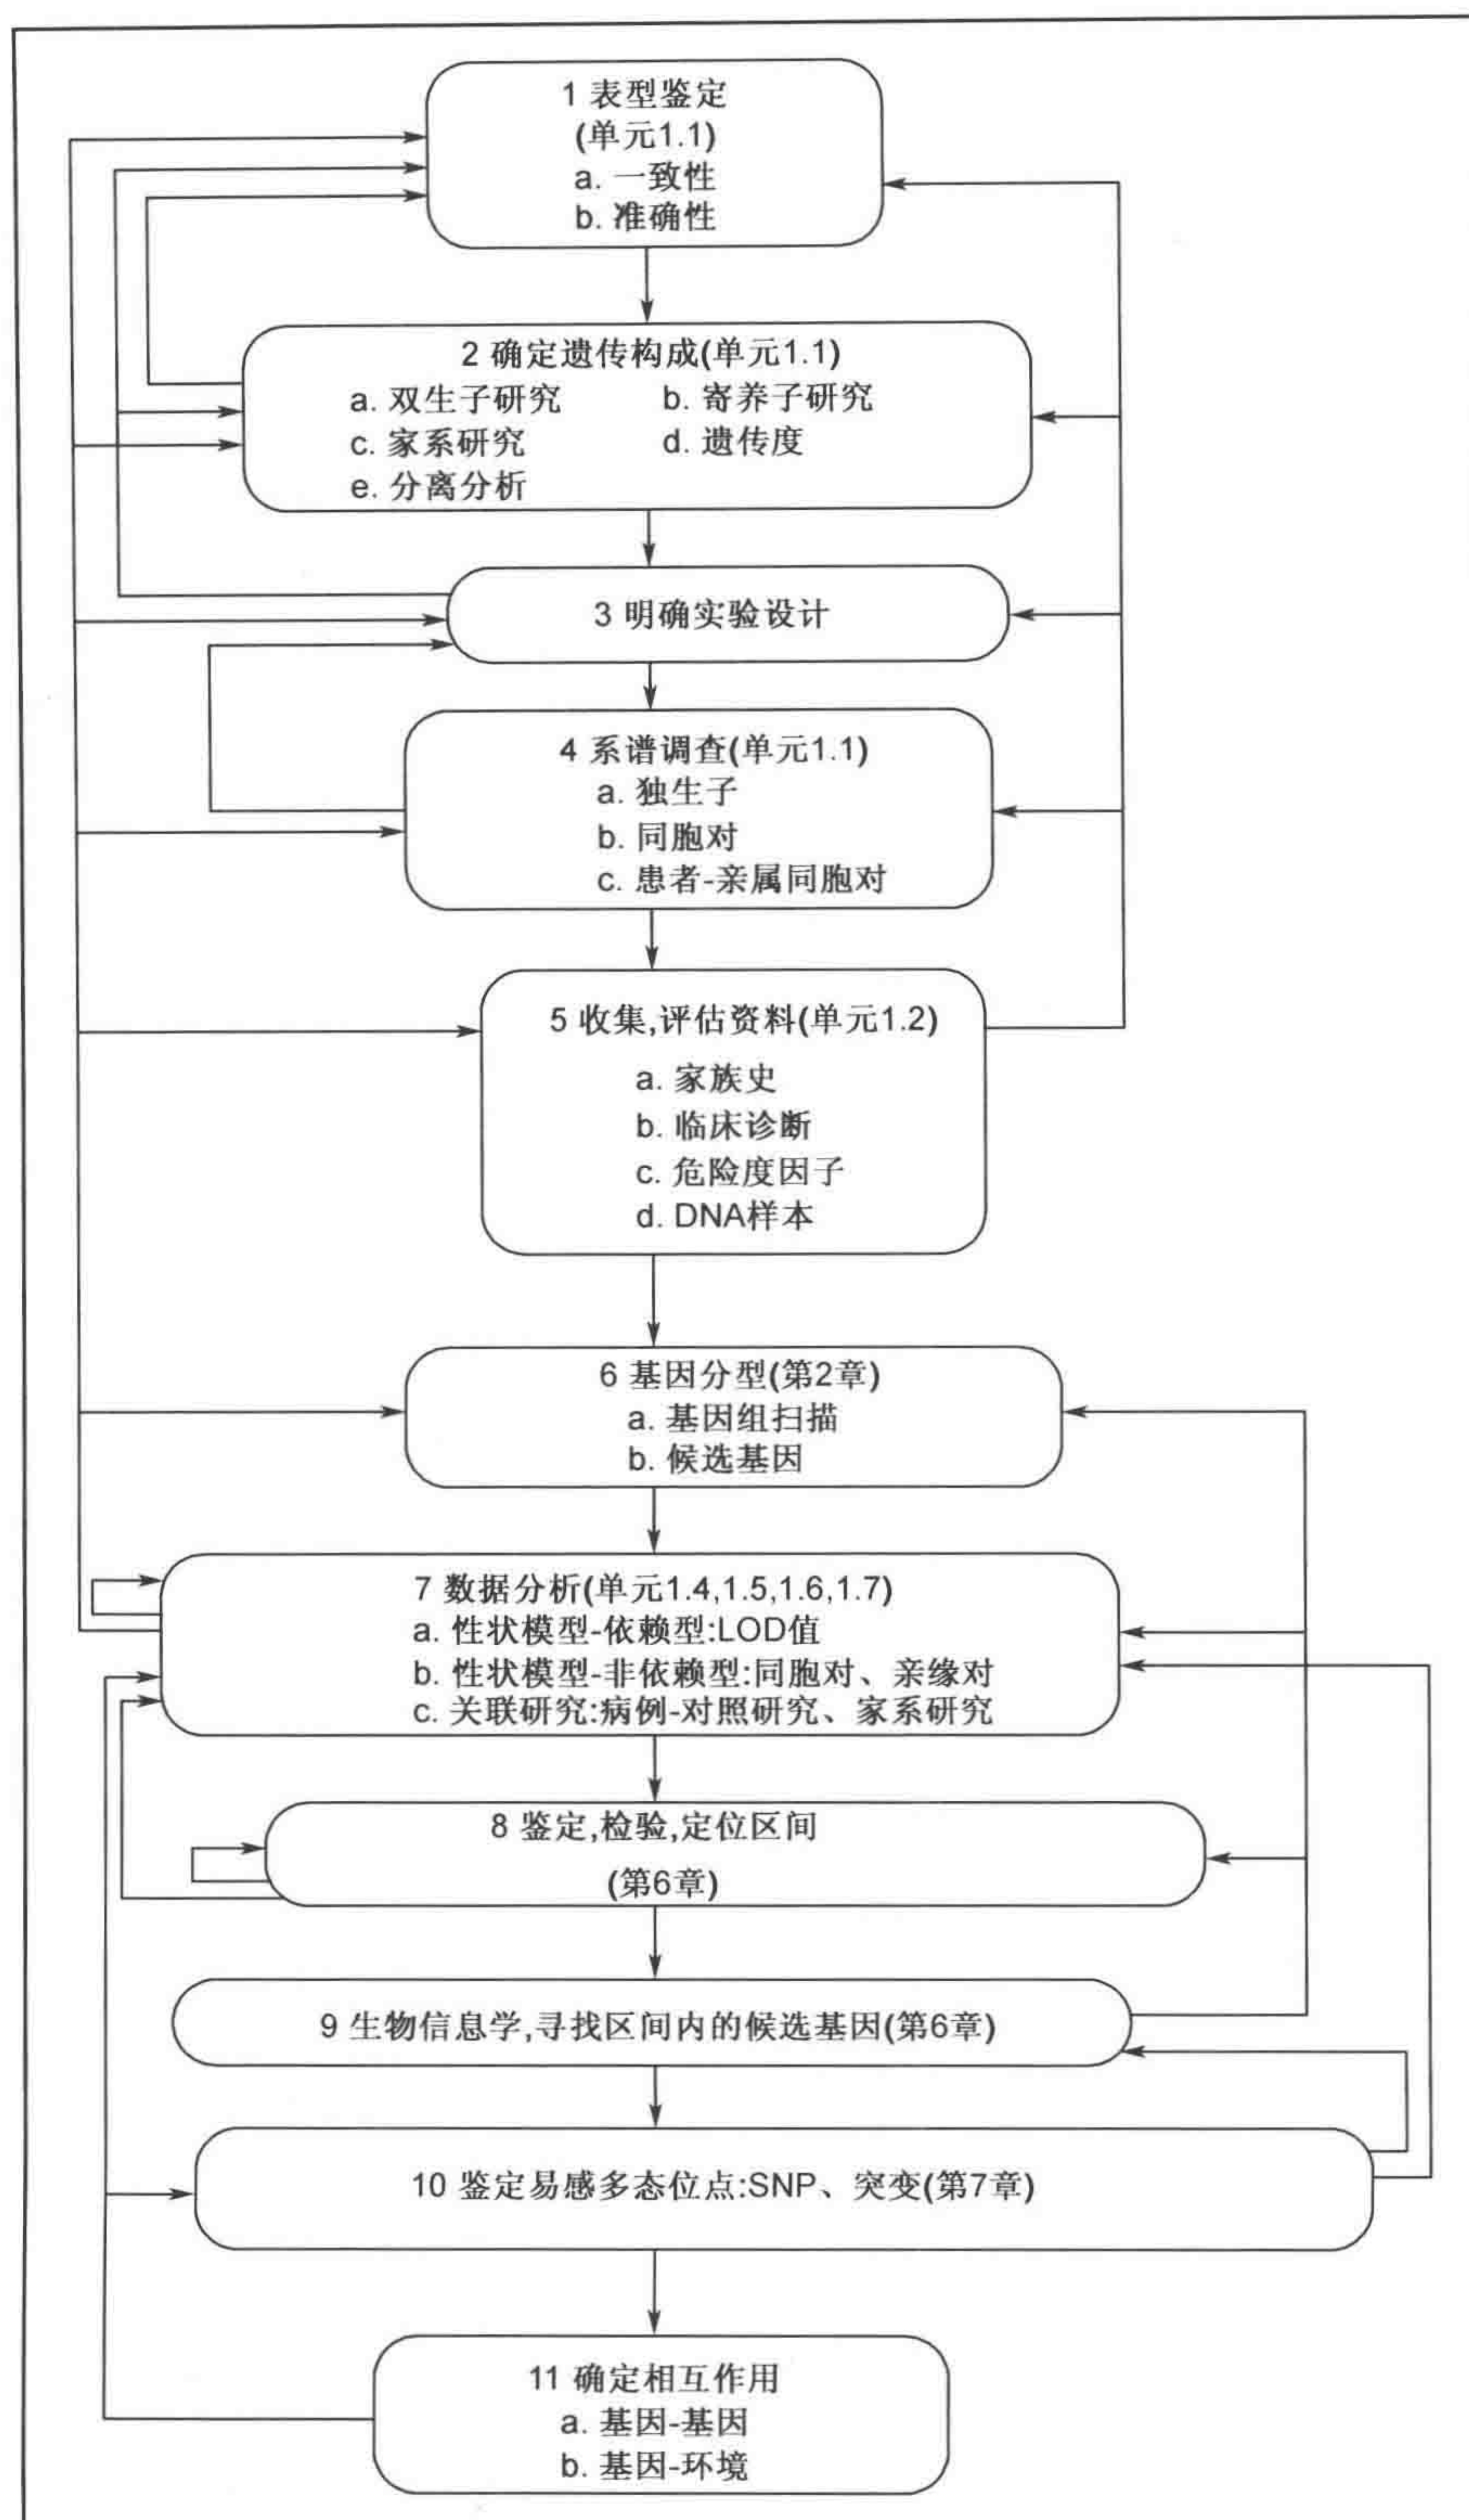 1 表型鉴定
(单元1.1)
a. 一致性
b. 准确性
2 确定遗传构成(单元1.1)
a. 双生子研究 b. 寄养子研究
c. 家系研究 d. 遗传度
e. 分离分析
3 明确实验设计
4 系谱调查(单元1.1)
a. 独生子
b. 同胞对
c. 患者-亲属同胞对
5 收集,评估资料(单元1.2)
a. 家族史
b. 临床诊断
c. 危险度因子
d. DNA样本
6 基因分型(第2章)
a. 基因组扫描
b. 候选基因
7 数据分析(单元1.4,1.5,1.6,1.7)
a. 性状模型-依赖型:LOD值
b. 性状模型-非依赖型:同胞对、亲缘对
c. 关联研究:病例-对照研究、家系研究
8 鉴定,检验,定位区间
(第6章)
9 生物信息学,寻找区间内的候选基因(第6章)
10 鉴定易感多态位点:SNP、突变(第7章)
11 确定相互作用
a. 基因-基因
b. 基因-环境